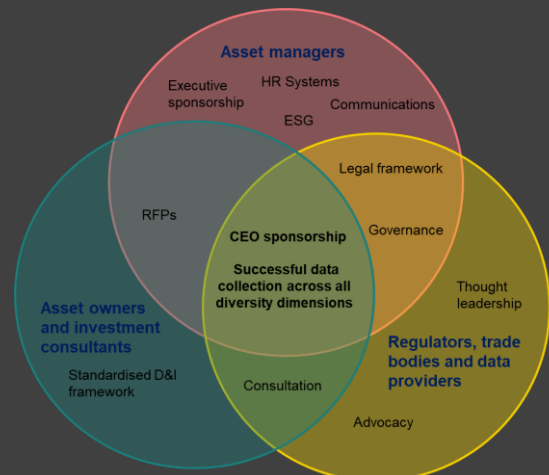 Asset managers
Executive
sponsorship
HR Systems
Communications
ESG
Legal framework
RFPs
Governance
CEO sponsorship
Successful data
collection across all
diversity dimensions
Thought
leadership
Asset owners
and investment
consultants
Regulators, trade
bodies and data
providers
Standardised D&I
framework
Consultation
Advocacy